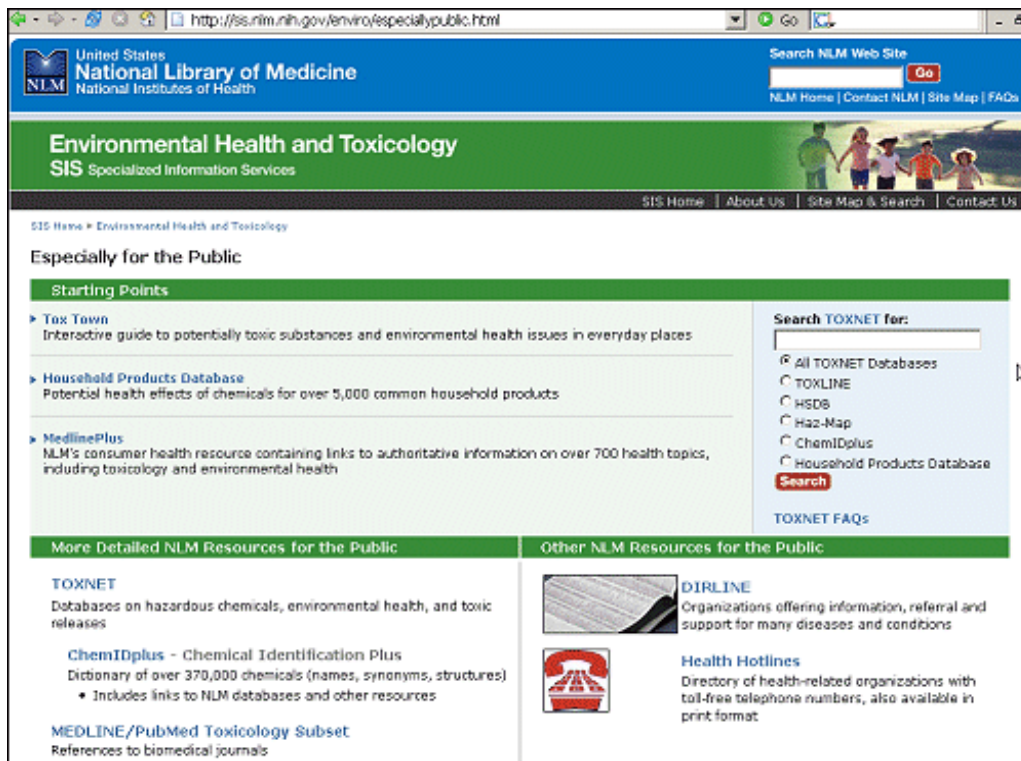 http://sis.nlm.nih.gov/enviro/especiallypublic.html
Go
United States
National Library of Medicine
National Institutes of Health
NLM
Search NLM Web Site
Go
NLM Home | Contact NLM | Site Map | FAQs
Environmental Health and Toxicology
SIS Specialized Information Services
SIS Home | About Us | Site Map & Search | Contact Us
SIS Home Environmental Health and Toxicology
Especially for the Public
Starting Points
Tox Town
Interactive guide to potentially toxic substances and environmental health issues in everyday places
Household Products Database
Potential health effects of chemicals for over 5,000 common household products
MedlinePlus
NLM's consumer health resource containing links to authoritative information on over 700 health topics,
including toxicology and environmental health
Search TOXNET for:
All TOXNET Databases
TOXLINE
HSDB
Haz-Map
ChemIDplus
Household Products Database
Search
TOXNET FAQs
More Detailed NLM Resources for the Public
TOXNET
Databases on hazardous chemicals, environmental health, and toxic
releases
ChemIDplus - Chemical Identification Plus
Dictionary of over 370,000 chemicals (names, synonyms, structures)
• Includes links to NLM databases and other resources
MEDLINE/PubMed Toxicology Subset
References to biomedical journals
Other NLM Resources for the Public
DIRLINE
Organizations offering information, referral and
support for many diseases and conditions
Health Hotlines
Directory of health-related organizations with
toll-free telephone numbers, also available in
print format